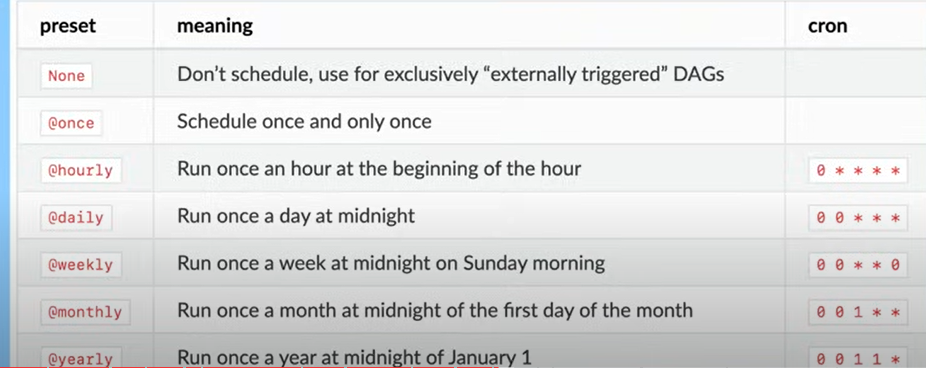 preset meaning cron
None Don't schedule, use for exclusively “externally triggered” DAGs
@once Schedule once and only once
@hourly Run once an hour at the beginning of the hour 0 * * * *
@daily Run once a day at midnight 0 0 * * *
@weekly Run once a week at midnight on Sunday morning 0 0 * * 0
@monthly Run once a month at midnight of the first day of the month 0 0 1 * *
@yearly Run once a year at midnight of January 1 0 0 1 1 *